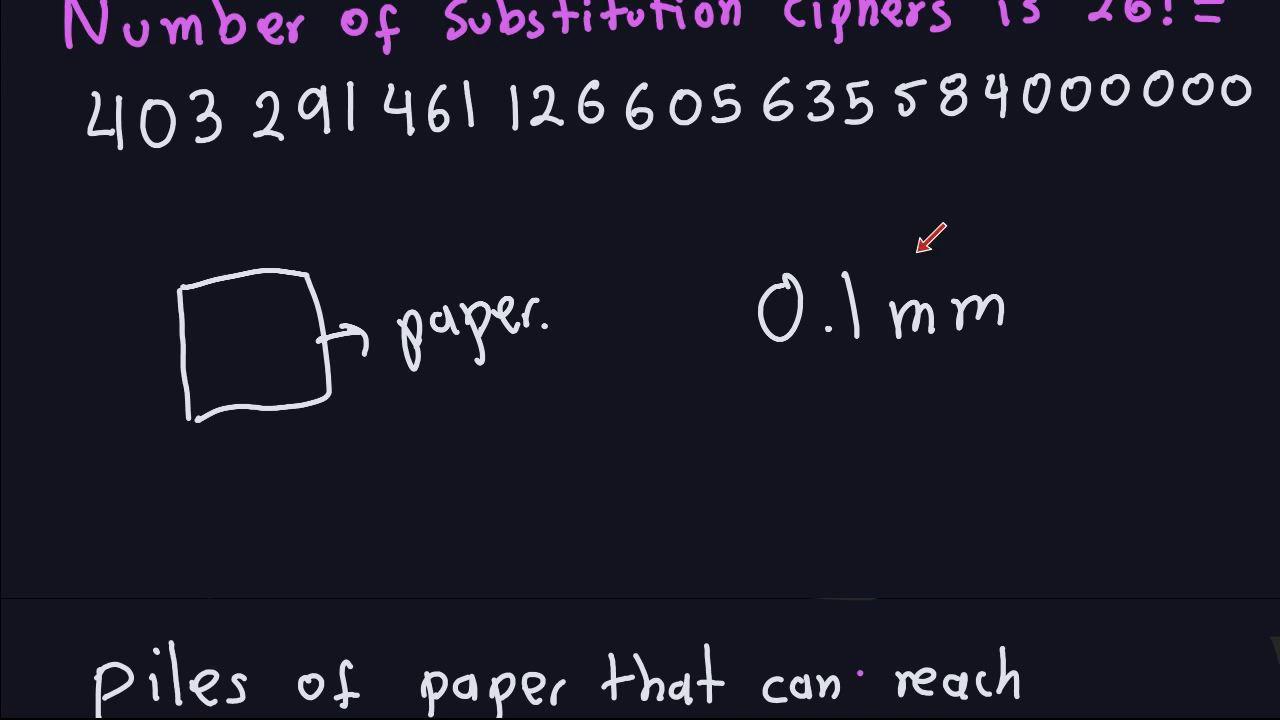 Number of substitution ciphers is 26! =
403 291 461 126 605 635 584 000 000
paper. 0.1 mm
Piles of paper that can reach